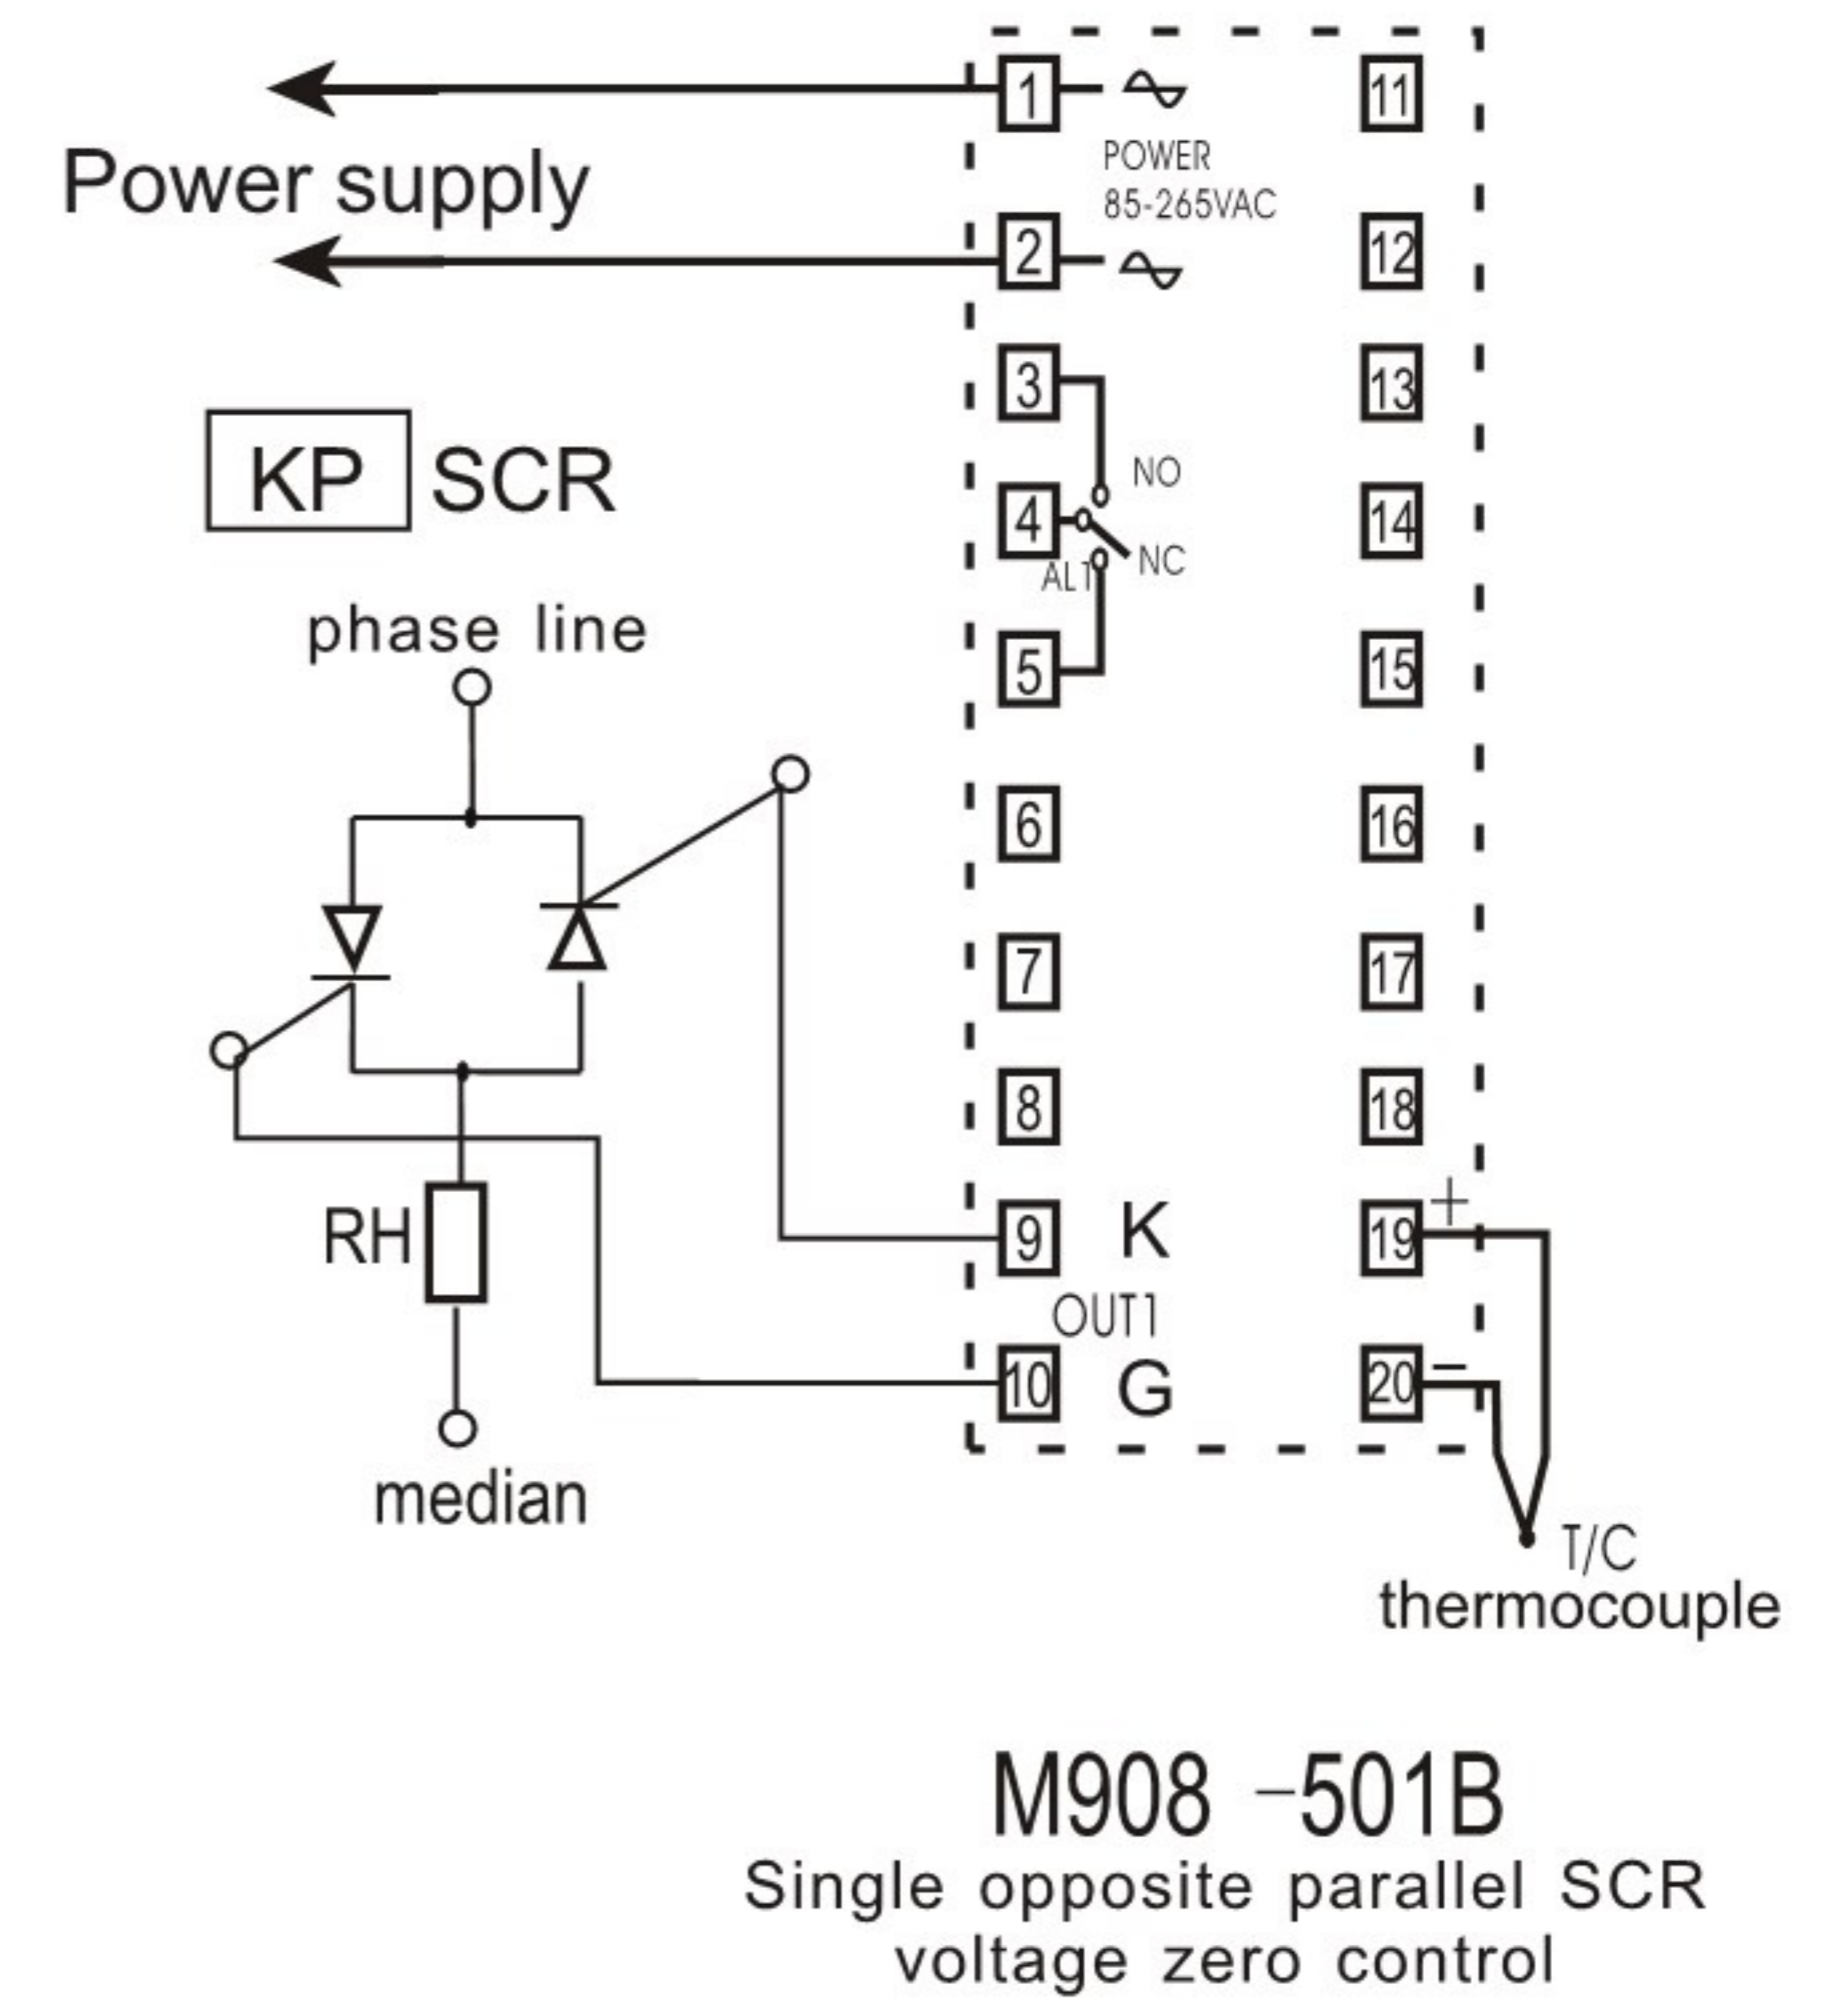 1
11
Power supply
POWER
85-265VAC
2
12
3
13
KP SCR
NO
4
14
NC
AL1
phase line
5
15
6
16
7
17
8
18
+
RH
9
K
19
OUT1
10
G
20
−
median
T/C
thermocouple
M908 -501B
Single opposite parallel SCR
voltage zero control